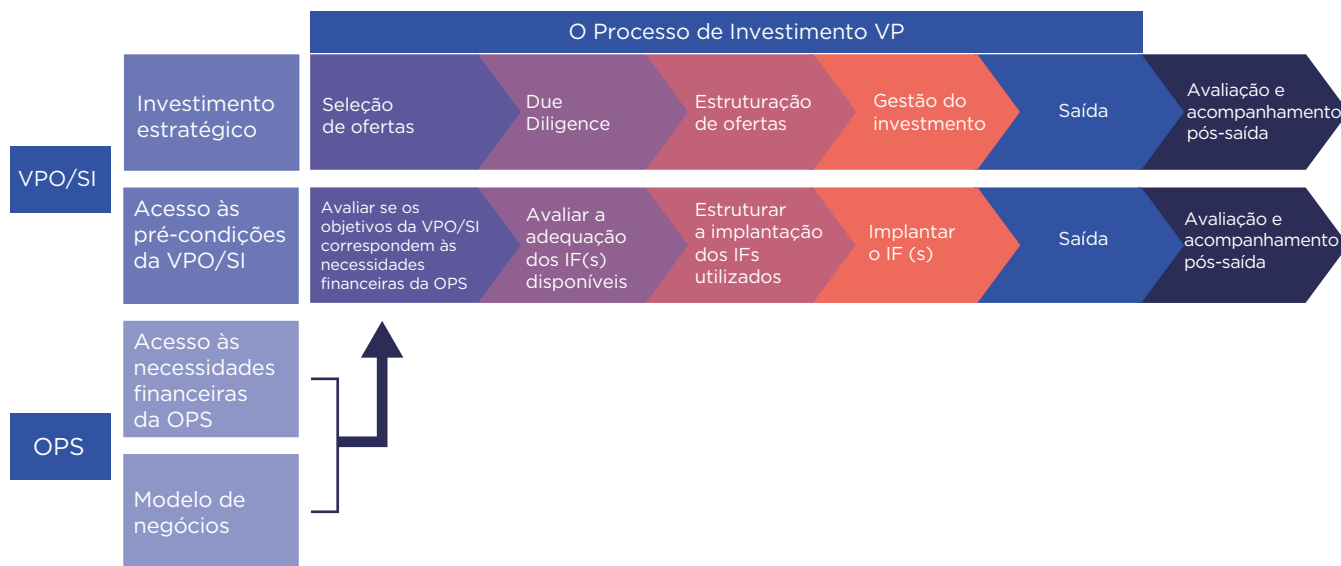 O Processo de Investimento VP
VPO/SI
Investimento
estratégico
Seleção
de ofertas
Due
Diligence
Estruturação
de ofertas
Gestão do
investmento
Saída
Avaliação e
acompanhamento
pós-saída
Acesso às
pré-condições
da VPO/SI
Avaliar se os
objetivos da VPO/SI
correspondem às
necessidades
financeiras da OPS
Avaliar a
adequação
dos IF(s)
disponíveis
Estruturar
a implantação
dos IFs
utilizados
Implantar
o IF (s)
Saída
Avaliação e
acompanhamento
pós-saída
OPS
Acesso às
necessidades
financeiras
da OPS
Modelo de
negócios